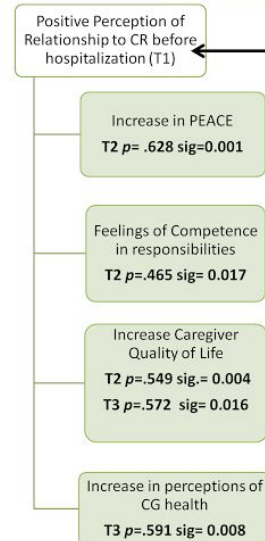 Positive Perception of
Relationship to CR before
hospitalization (T1)
Increase in PEACE
T2 p= .628 sig=0.001
Feelings of Competence
in responsibilities
T2 p=.465 sig= 0.017
Increase Caregiver
Quality of Life
T2 p=.549 sig.= 0.004
T3 p=.572 sig= 0.016
Increase in perceptions of
CG health
T3 p=.591 sig= 0.008